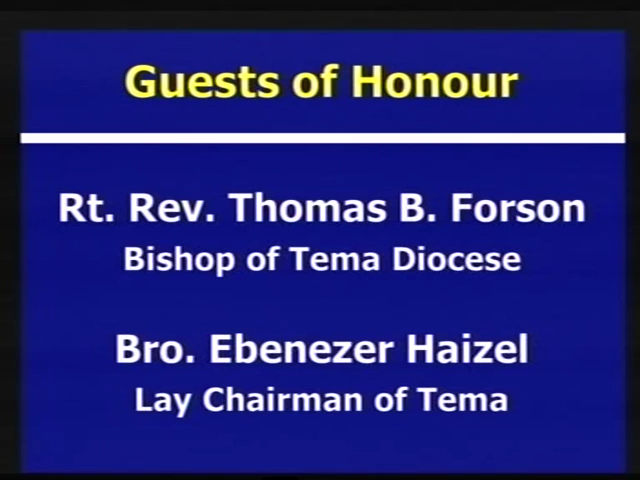 Guests of Honour
Rt. Rev. Thomas B. Forson
Bishop of Tema Diocese
Bro. Ebenezer Haizel
Lay Chairman of Tema